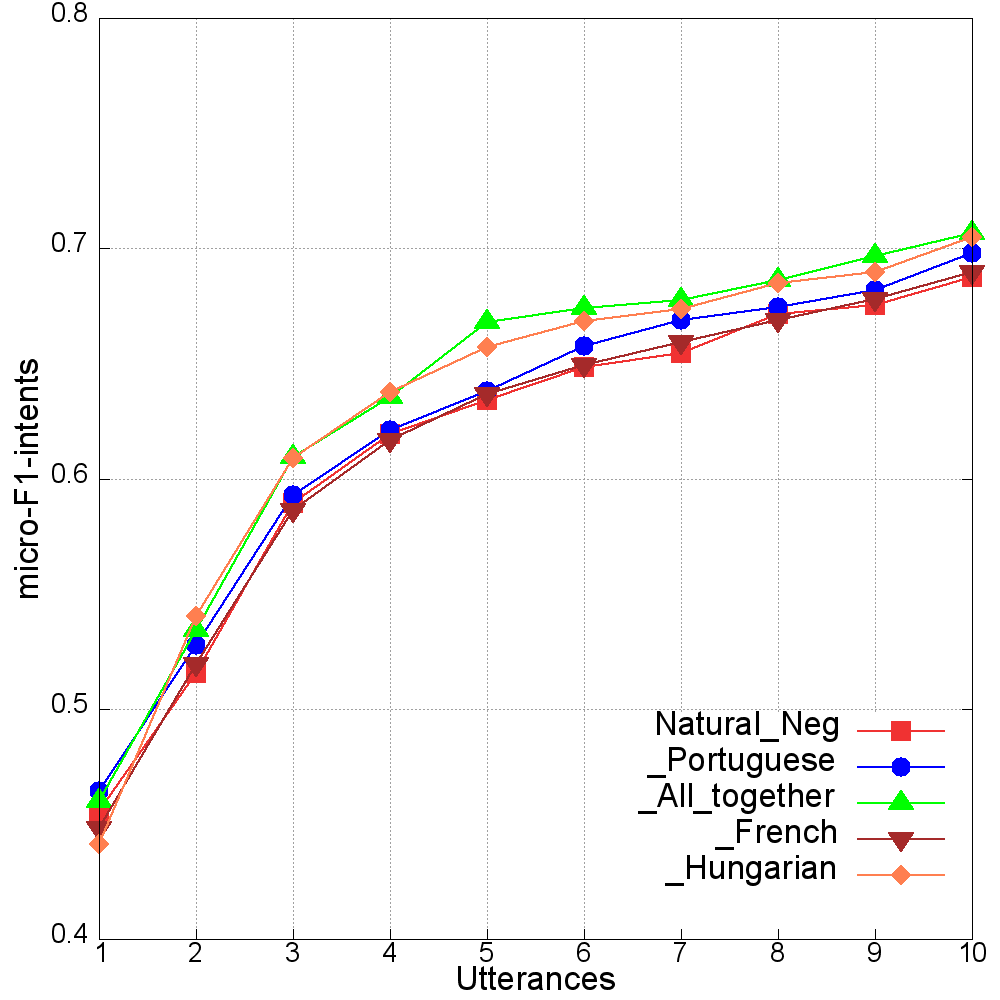 0.8
0.7
0.6
0.5
0.4
micro-F1-intents
Natural_Neg
_Portuguese
_All_together
_French
_Hungarian
1 2 3 4 5 6 7 8 9 10
Utterances